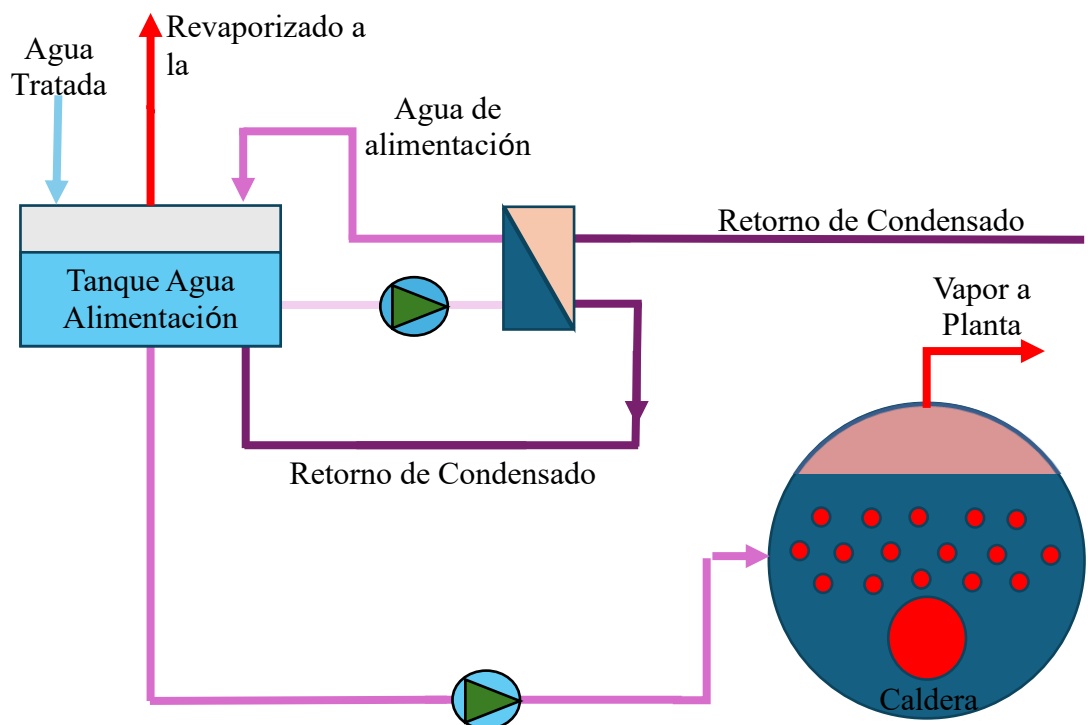 Revaporizado a
la
Agua
Tratada
Agua de
alimentación
Retorno de Condensado
Tanque Agua
Alimentación
Vapor a
Planta
Retorno de Condensado
Caldera